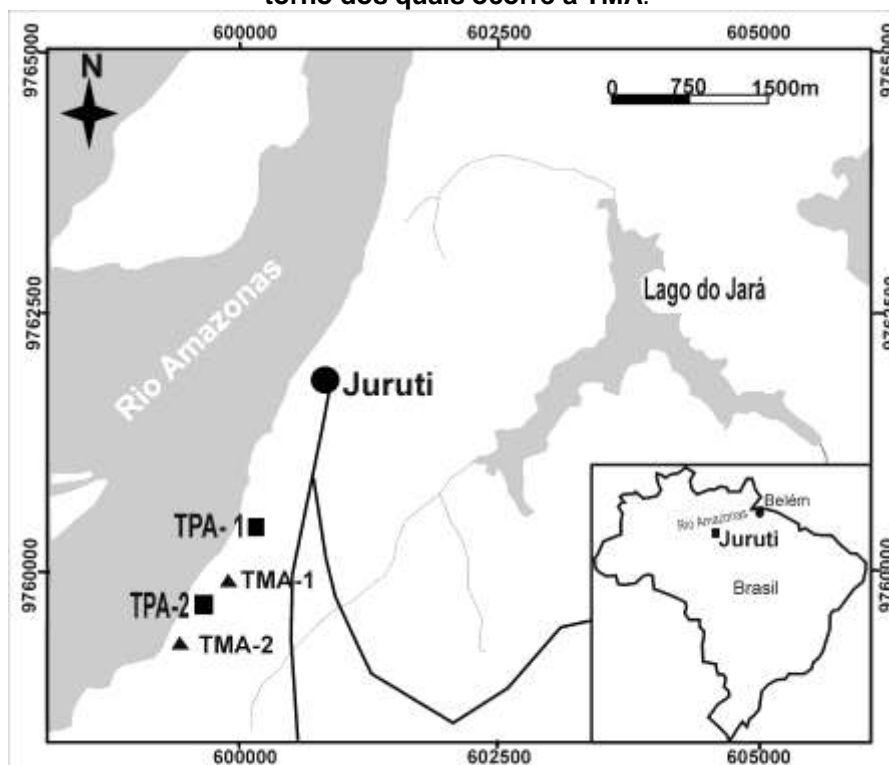 torno dos quais ocorre a TMA.
600000 602500 605000
9765000 9765000
N
0 750 1500m
Rio Amazonas
Lago do Jará
9762500 9762500
Juruti
TPA- 1
TMA-1
TPA-2
TMA-2
9760000 9760000
Belém
Rio Amazonas
Juruti
Brasil
600000 602500 605000